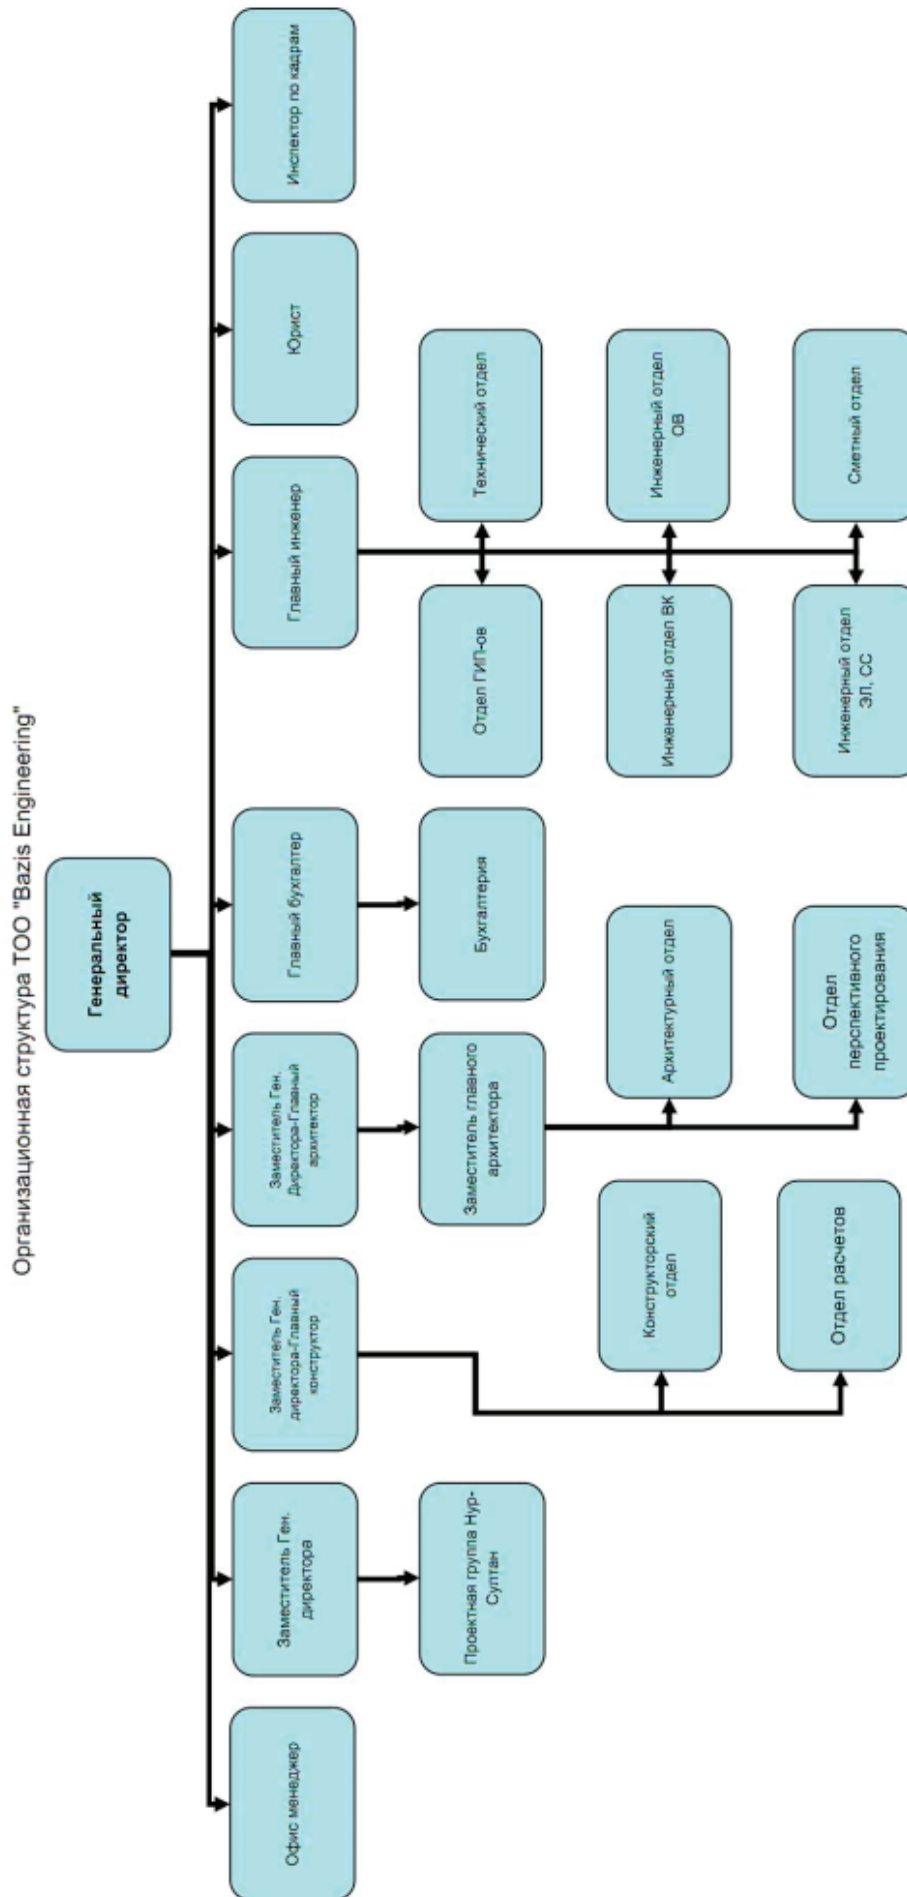 Организационная структура ТОО "Bazis Engineering"
Генеральный
директор
Офис менеджер
Заместитель Ген.
директора
Заместитель Ген.
директора-Главный
конструктор
Заместитель Ген.
Директора-Главный
архитектор
Главный бухгалтер
Главный инженер
Юрист
Инспектор по кадрам
Проектная группа Нур-
Султан
Заместитель главного
архитектора
Бухгалтерия
Отдел ГИП-ов
Технический отдел
Конструкторский
отдел
Архитектурный отдел
Инженерный отдел ВК
Инженерный отдел
ОВ
Отдел расчетов
Отдел
перспективного
проектирования
Инженерный отдел
ЭЛ, СС
Сметный отдел